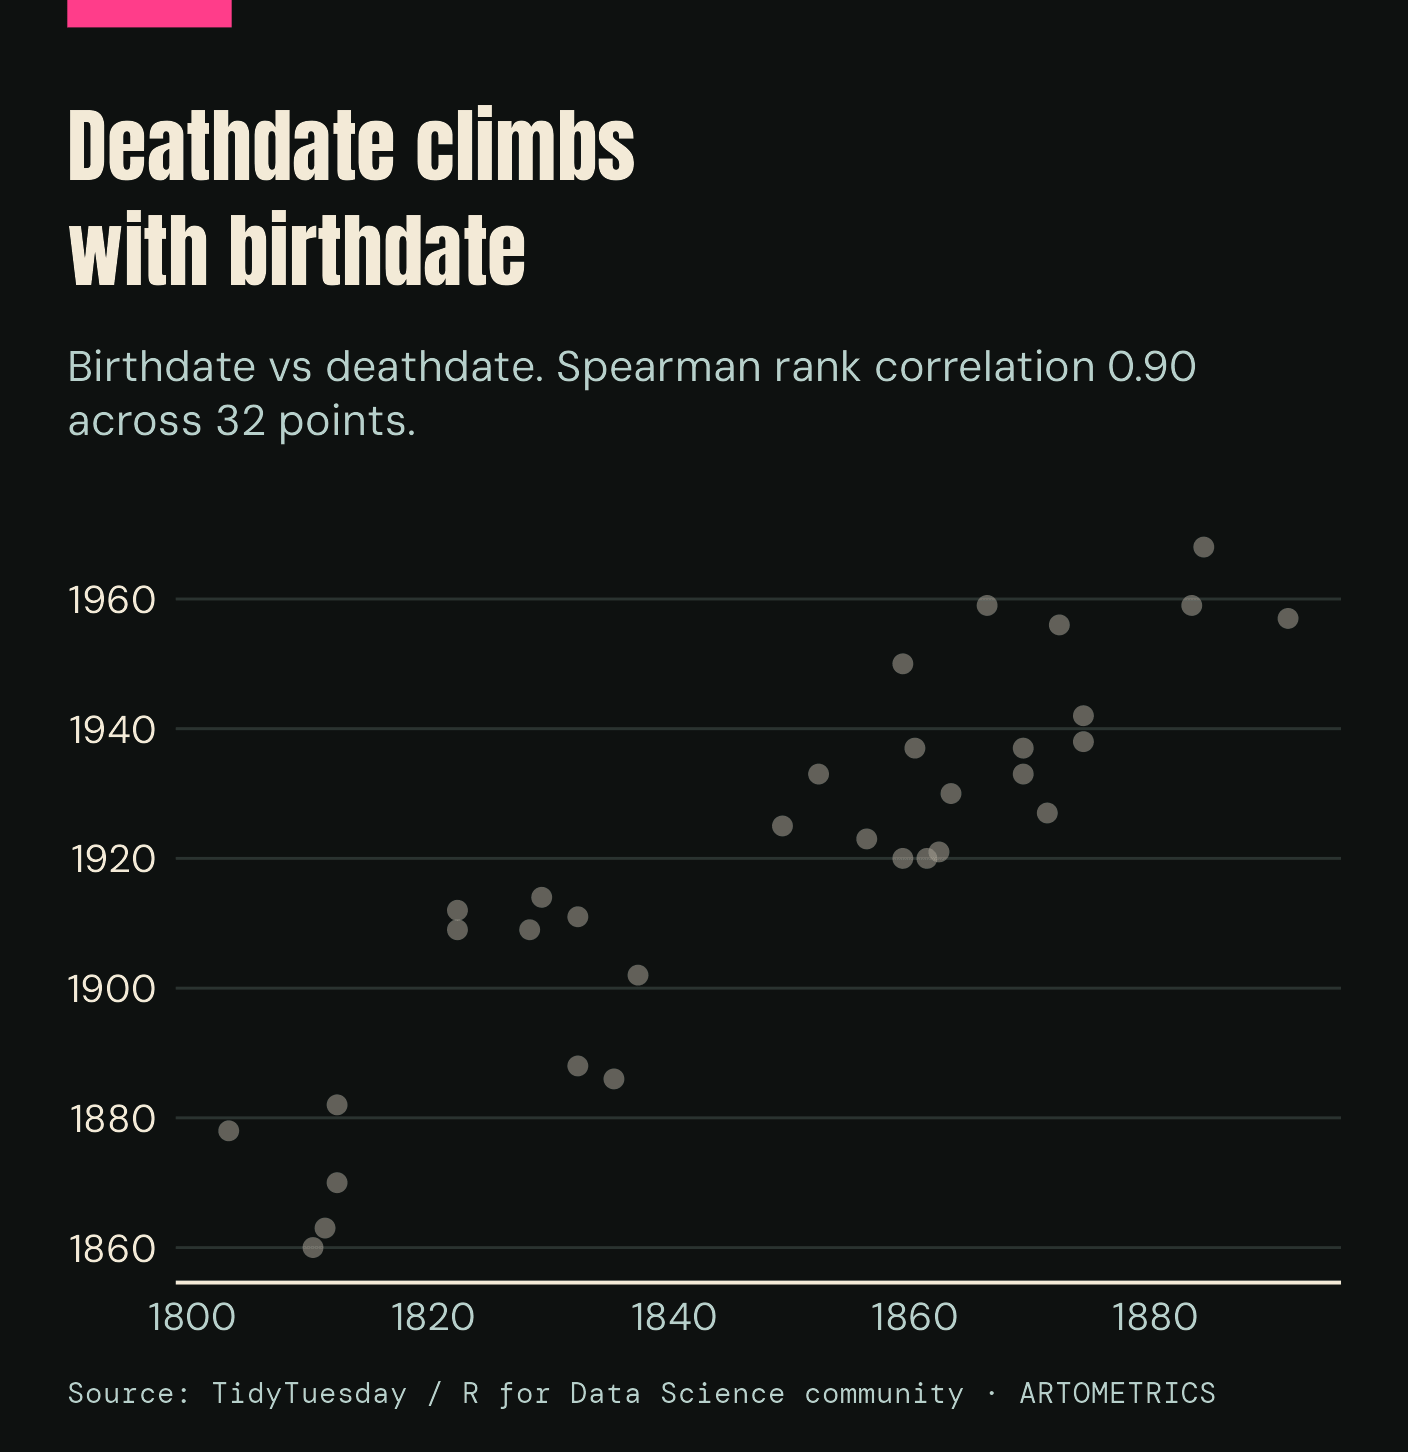 Deathdate climbs
with birthdate
Birthdate vs deathdate. Spearman rank correlation 0.90
across 32 points.
1960
1940
1920
1900
1880
1860
1800 1820 1840 1860 1880
Source: TidyTuesday / R for Data Science community · ARTOMETRICS